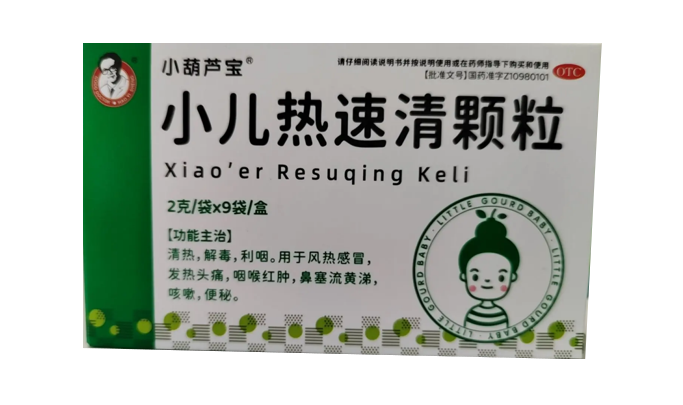 小葫芦宝®
请仔细阅读说明书并按说明使用或在药师指导下购买和使用
【批准文号】国药准字Z10980101
OTC
小儿热速清颗粒
Xiao'er Resuqing Keli
2克/袋x9袋/盒
【功能主治】
清热,解毒,利咽。用于风热感冒,
发热头痛,咽喉红肿,鼻塞流黄涕,
咳嗽,便秘。
LITTLE GOURD BABY · LITTLE GOURD BABY ·